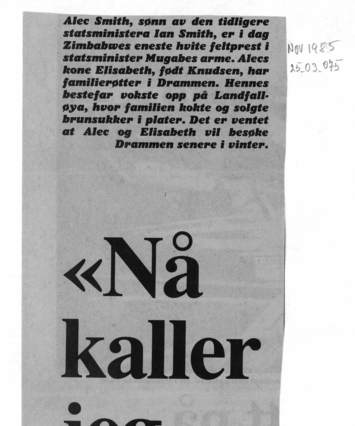 Alec Smith, sønn av den tidligere
statsministera Ian Smith, er i dag
Zimbabwes eneste hvite feltprest i
statsminister Mugabes arme. Alecs
kone Elisabeth, født Knudsen, har
familierøtter i Drammen. Hennes
bestefar vokste opp på Landfall-
øya, hvor familien kokte og solgte
brunsukker i plater. Det er ventet
at Alec og Elisabeth vil besøke
Drammen senere i vinter.
NOV 1985
25.03.075
«Nå
kaller
jeg